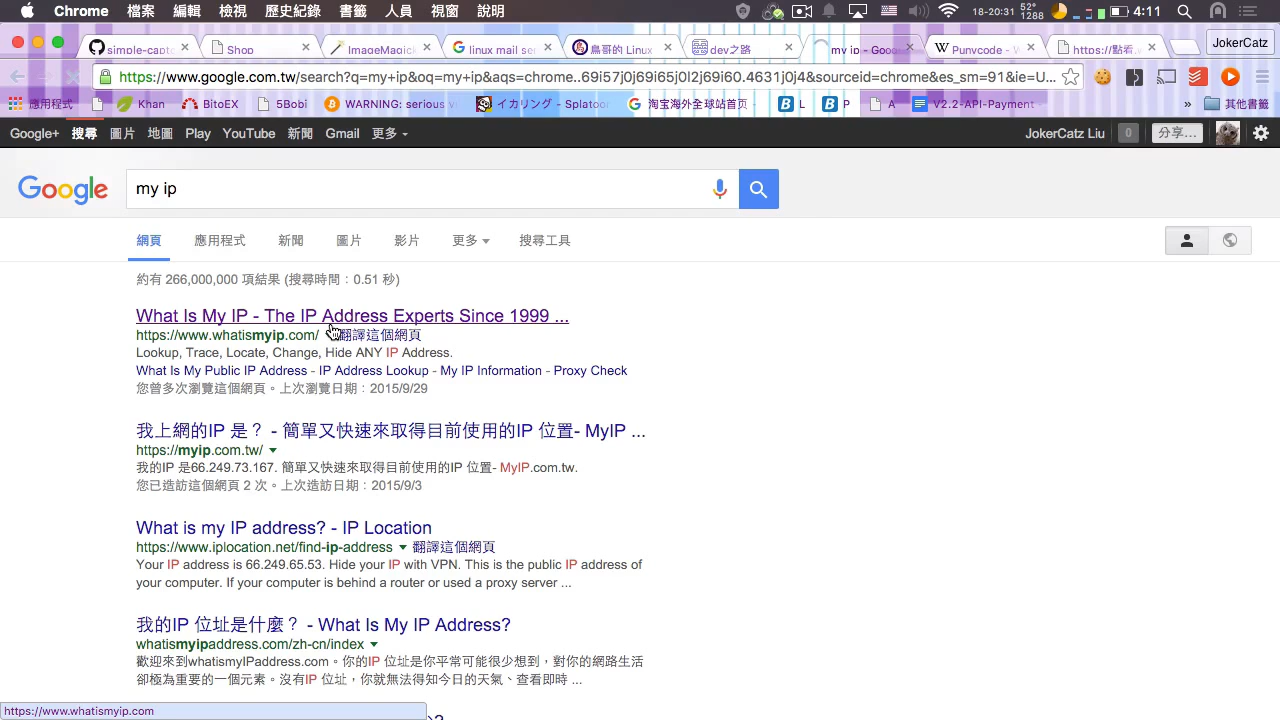 Chrome 檔案 編輯 檢視 歷史紀錄 書籤 人員 視窗 說明 18-20:31 52° 1288 4:11
simple-capt Shop ImageMagick linux mail ser 鳥哥的 Linux dev之路 my ip - Goo Punycode - W https://點看. JokerCatz
https://www.google.com.tw/search?q=my+ip&oq=my+ip&aqs=chrome..69i57j0j69i65j0l2j69i60.4631j0j4&sourceid=chrome&es_sm=91&ie=U...
應用程式 Khan BitoEX 5Bobi WARNING: serious イカリング - Splatoon 淘宝海外全球站首页 L P A V2.2-API-Payment » 其他書籤
Google+ 搜尋 圖片 地圖 Play YouTube 新聞 Gmail 更多 JokerCatz Liu 0 分享...
Google my ip
網頁 應用程式 新聞 圖片 影片 更多 搜尋工具
約有 266,000,000 項結果 (搜尋時間：0.51 秒)
What Is My IP - The IP Address Experts Since 1999 ...
https://www.whatismyip.com/ 翻譯這個網頁
Lookup, Trace, Locate, Change, Hide ANY IP Address.
What Is My Public IP Address - IP Address Lookup - My IP Information - Proxy Check
您曾多次瀏覽這個網頁。上次瀏覽日期：2015/9/29
我上網的IP 是？ - 簡單又快速來取得目前使用的IP 位置- MyIP ...
https://myip.com.tw/
我的IP 是66.249.73.167. 簡單又快速來取得目前使用的IP 位置- MyIP.com.tw.
您已造訪這個網頁 2 次。上次造訪日期：2015/9/3
What is my IP address? - IP Location
https://www.iplocation.net/find-ip-address 翻譯這個網頁
Your IP address is 66.249.65.53. Hide your IP with VPN. This is the public IP address of
your computer. If your computer is behind a router or used a proxy server ...
我的IP 位址是什麼？ - What Is My IP Address?
whatismyipaddress.com/zh-cn/index
歡迎來到whatismyIPaddress.com。你的IP 位址是你平常可能很少想到，對你的網路生活
卻極為重要的一個元素。沒有IP 位址，你就無法得知今日的天氣、查看即時 ...
https://www.whatismyip.com